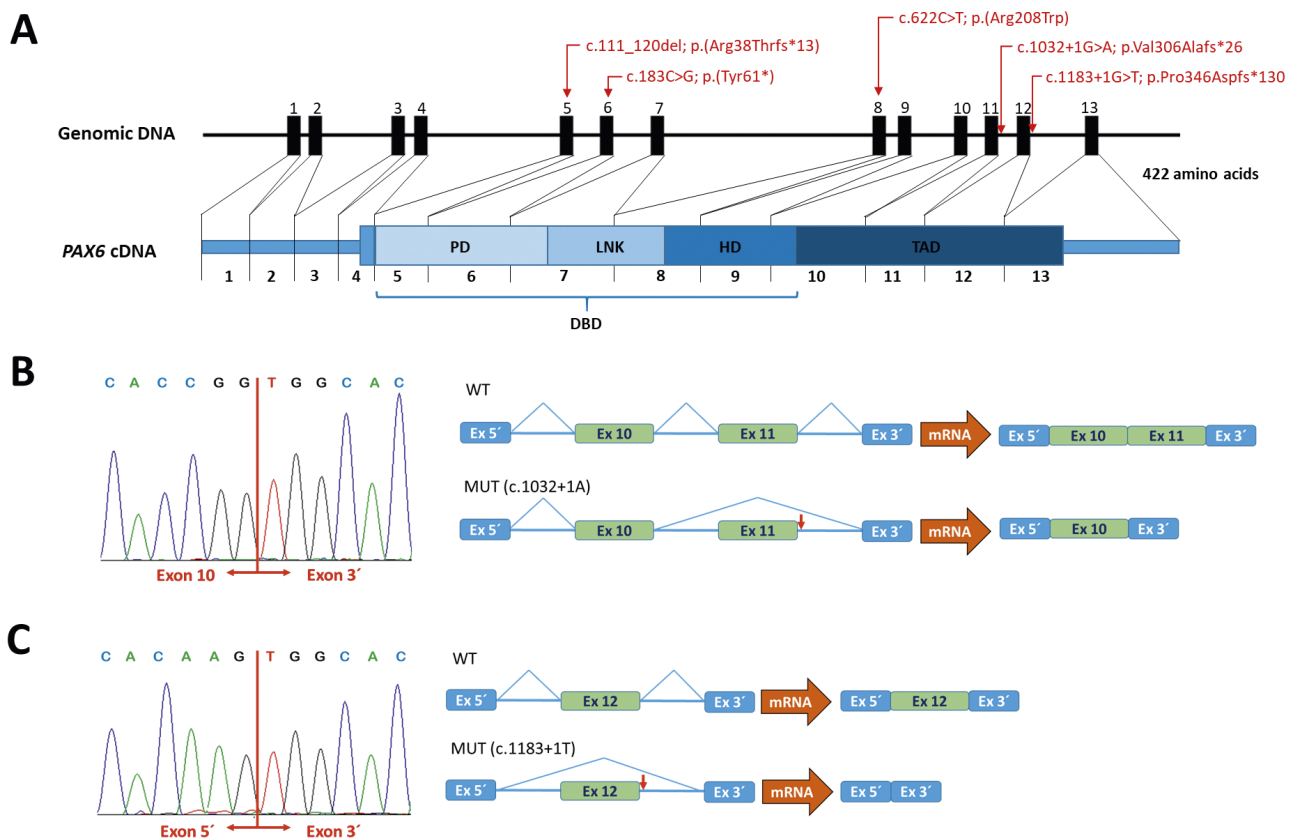 A
c.622C>T; p.(Arg208Trp)
c.111_120del; p.(Arg38Thrfs*13)
c.1032+1G>A; p.Val306Alafs*26
c.183C>G; p.(Tyr61*)
c.1183+1G>T; p.Pro346Aspfs*130
1 2 3 4 5 6 7 8 9 10 11 12 13
Genomic DNA
422 amino acids
PAX6 cDNA
PD LNK HD TAD
1 2 3 4 5 6 7 8 9 10 11 12 13
DBD
B
C A C C G G T G G C A C
Exon 10 Exon 3´
WT
Ex 5´ Ex 10 Ex 11 Ex 3´ mRNA Ex 5´ Ex 10 Ex 11 Ex 3´
MUT (c.1032+1A)
Ex 5´ Ex 10 Ex 11 Ex 3´ mRNA Ex 5´ Ex 10 Ex 3´
C
C A C A A G T G G C A C
Exon 5´ Exon 3´
WT
Ex 5´ Ex 12 Ex 3´ mRNA Ex 5´ Ex 12 Ex 3´
MUT (c.1183+1T)
Ex 5´ Ex 12 Ex 3´ mRNA Ex 5´ Ex 3´